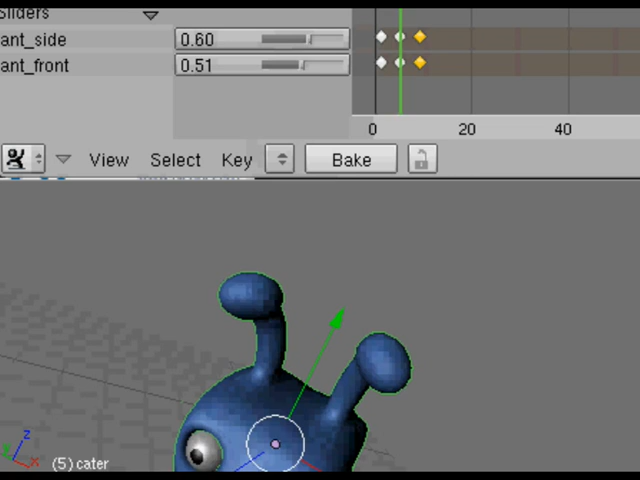 Sliders
ant_side 0.60
ant_front 0.51
0 20 40
View Select Key Bake
z
y x
(5) cater